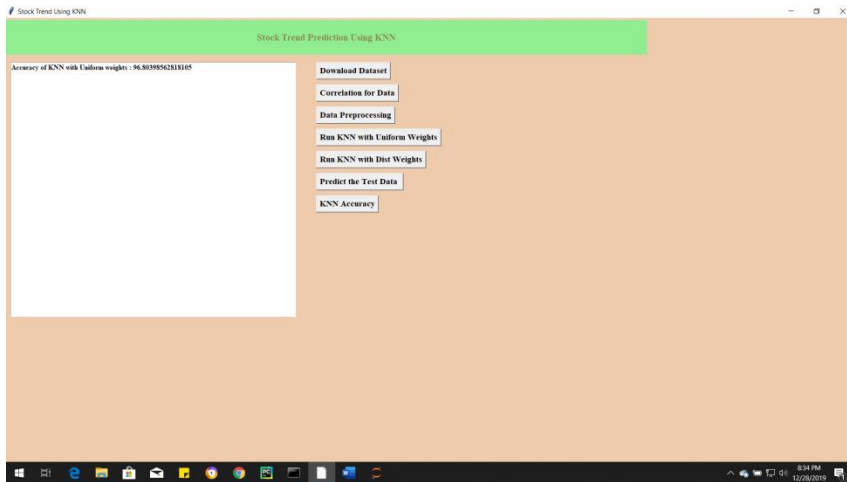 Stock Trend Using KNN
Stock Trend Prediction Using KNN
Accuracy of KNN with Uniform weights : 96.80398562818105
Download Dataset
Correlation for Data
Data Preprocessing
Run KNN with Uniform Weights
Run KNN with Dist Weights
Predict the Test Data
KNN Accuracy
8:34 PM
12/28/2019